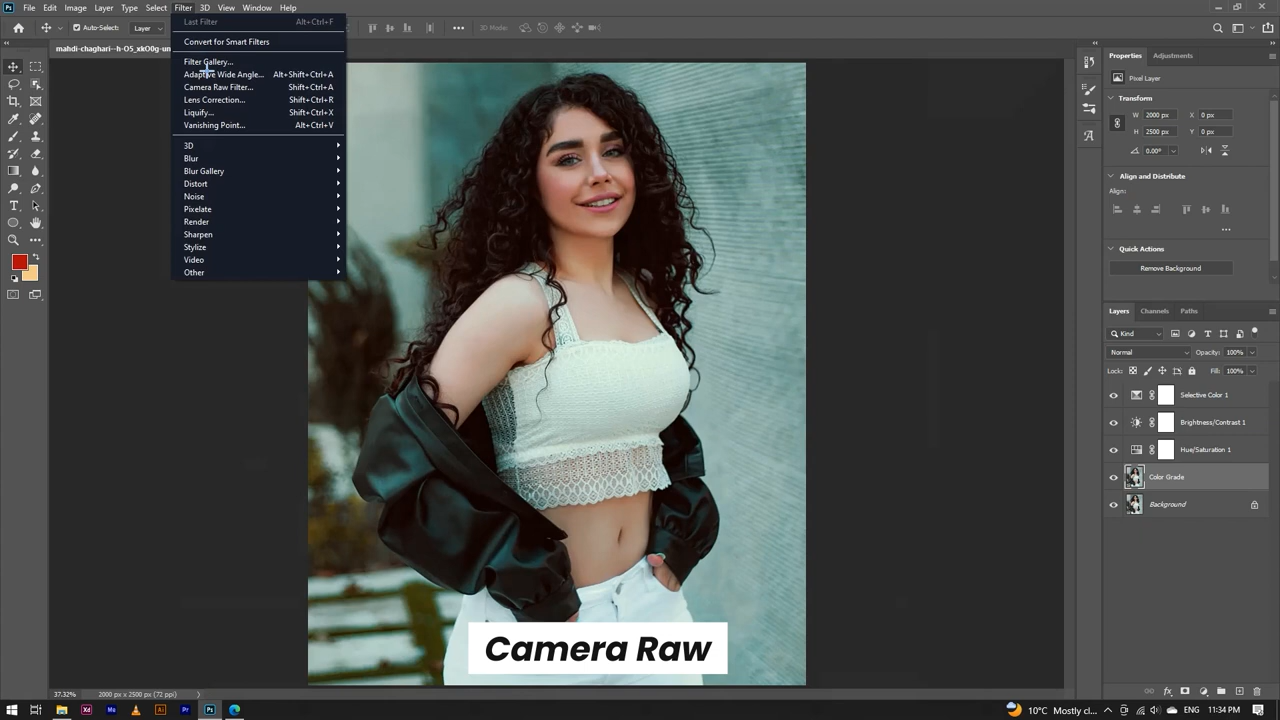 Ps File Edit Image Layer Type Select Filter 3D View Window Help
Auto-Select: Layer 3D Mode:
mahdi-chaghari--h-O5_xkO0g-un
Last Filter Alt+Ctrl+F
Convert for Smart Filters
Filter Gallery...
Adaptive Wide Angle... Alt+Shift+Ctrl+A
Camera Raw Filter... Shift+Ctrl+A
Lens Correction... Shift+Ctrl+R
Liquify... Shift+Ctrl+X
Vanishing Point... Alt+Ctrl+V
3D
Blur
Blur Gallery
Distort
Noise
Pixelate
Render
Sharpen
Stylize
Video
Other
Camera Raw
Properties Adjustments
Pixel Layer
Transform
W 2000 px X 0 px
H 2500 px Y 0 px
0.00°
Align and Distribute
Align:
Quick Actions
Remove Background
Layers Channels Paths
Kind
Normal Opacity: 100%
Lock: Fill: 100%
Selective Color 1
Brightness/Contrast 1
Hue/Saturation 1
Color Grade
Background
37.32% 2000 px x 2500 px (72 ppi)
Xd Me Ai Pr Ps 10°C Mostly cl... 11:34 PM